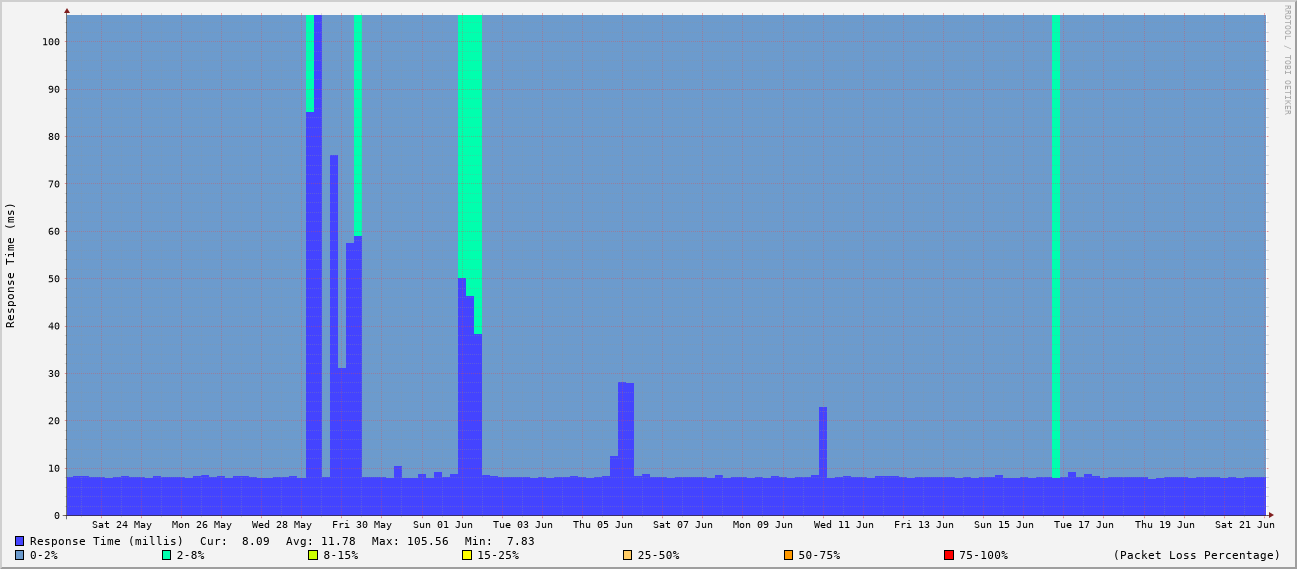 RRDTOOL / TOBI OETIKER
Response Time (ms)
100
90
80
70
60
50
40
30
20
10
0
Sat 24 May Mon 26 May Wed 28 May Fri 30 May Sun 01 Jun Tue 03 Jun Thu 05 Jun Sat 07 Jun Mon 09 Jun Wed 11 Jun Fri 13 Jun Sun 15 Jun Tue 17 Jun Thu 19 Jun Sat 21 Jun
Response Time (millis) Cur: 8.09 Avg: 11.78 Max: 105.56 Min: 7.83
0-2% 2-8% 8-15% 15-25% 25-50% 50-75% 75-100% (Packet Loss Percentage)